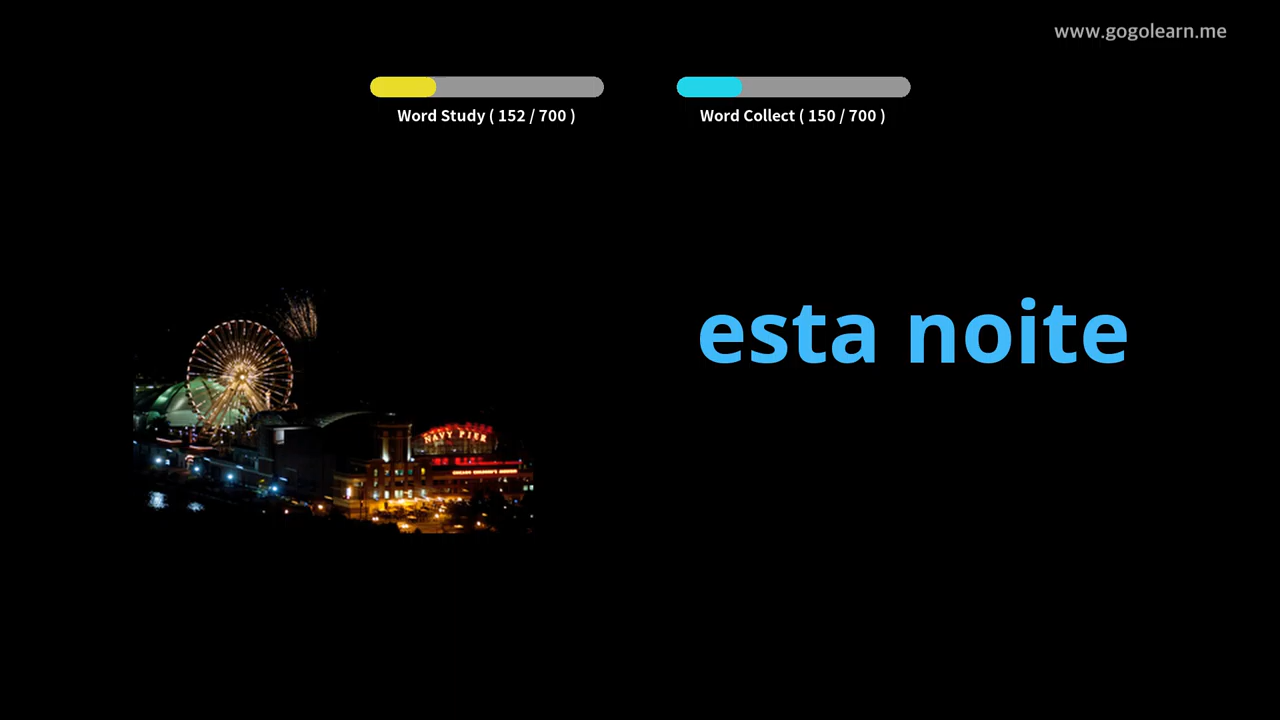 www.gogolearn.me
Word Study ( 152 / 700 )
Word Collect ( 150 / 700 )
esta noite
NAVY PIER